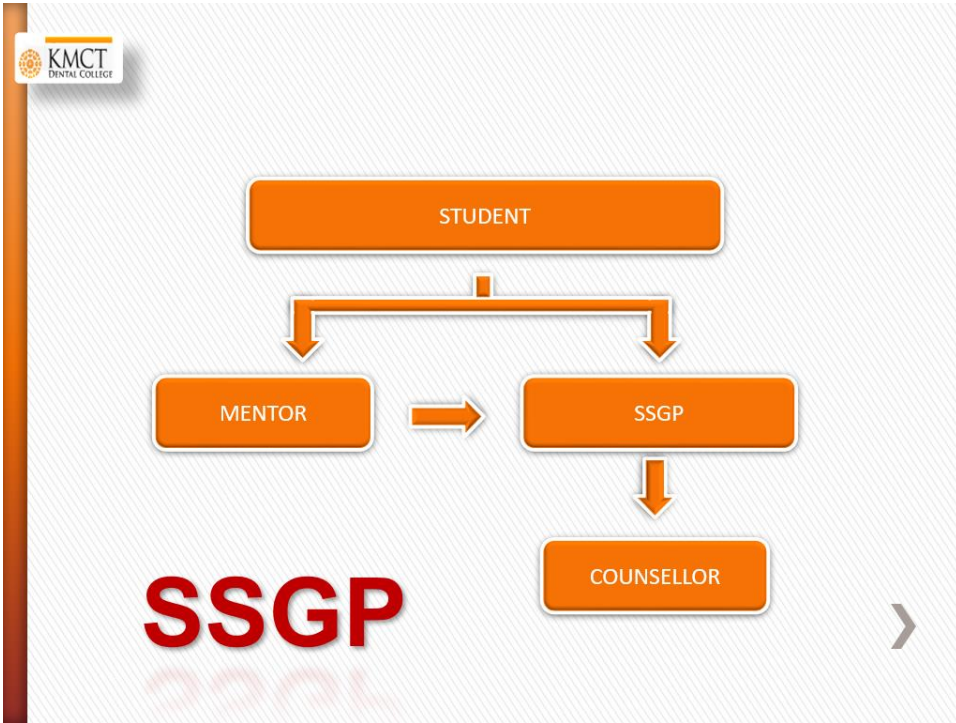 KMCT
DENTAL COLLEGE
STUDENT
MENTOR
SSGP
COUNSELLOR
SSGP